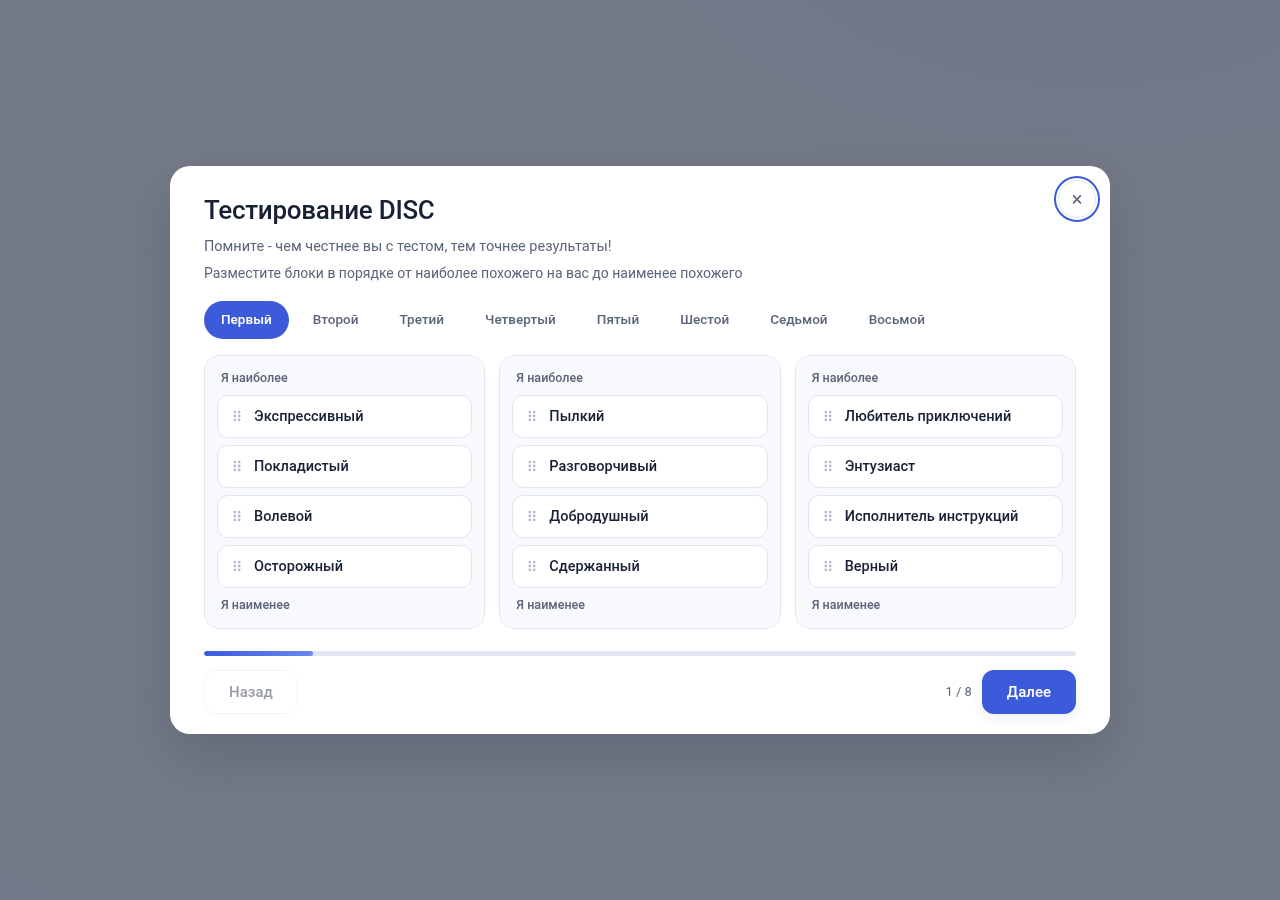 Тестирование DISC
Помните - чем честнее вы с тестом, тем точнее результаты!
Разместите блоки в порядке от наиболее похожего на вас до наименее похожего
Первый Второй Третий Четвертый Пятый Шестой Седьмой Восьмой
Я наиболее
Экспрессивный
Покладистый
Волевой
Осторожный
Я наименее
Я наиболее
Пылкий
Разговорчивый
Добродушный
Сдержанный
Я наименее
Я наиболее
Любитель приключений
Энтузиаст
Исполнитель инструкций
Верный
Я наименее
Назад
1 / 8
Далее